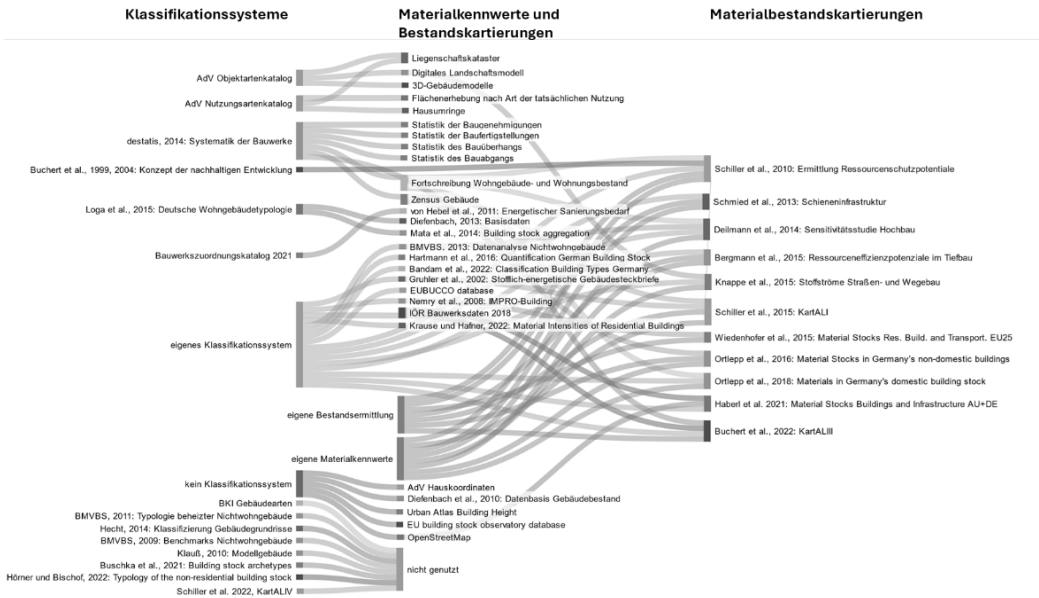 Klassifikationssysteme
Materialkennwerte und
Bestandskartierungen
Materialbestandskartierungen
AdV Objektartenkatalog
AdV Nutzungsartenkatalog
destatis, 2014: Systematik der Bauwerke
Buchert et al., 1999, 2004: Konzept der nachhaltigen Entwicklung
Loga et al., 2015: Deutsche Wohngebäudetypologie
Bauwerkszuordnungskatalog 2021
eigenes Klassifikationssystem
kein Klassifikationssystem
BKI Gebäudearten
BMVBS, 2011: Typologie beheizter Nichtwohngebäude
Hecht, 2014: Klassifizierung Gebäudegrundrisse
BMVBS, 2009: Benchmarks Nichtwohngebäude
Klauß, 2010: Modellgebäude
Buschka et al., 2021: Building stock archetypes
Hörner und Bischof, 2022: Typology of the non-residential building stock
Schiller et al. 2022, KartALIV
Liegenschaftskataster
Digitales Landschaftsmodell
3D-Gebäudemodelle
Flächenerhebung nach Art der tatsächlichen Nutzung
Hausumringe
Statistik der Baugenehmigungen
Statistik der Baufertigstellungen
Statistik des Bauüberhangs
Statistik des Bauabgangs
Fortschreibung Wohngebäude- und Wohnungsbestand
Zensus Gebäude
von Hebel et al., 2011: Energetischer Sanierungsbedarf
Diefenbach, 2013: Basisdaten
Mata et al., 2014: Building stock aggregation
BMVBS, 2013: Datenanalyse Nichtwohngebäude
Hartmann et al., 2016: Quantification German Building Stock
Bandam et al., 2022: Classification Building Types Germany
Gruhler et al., 2002: Stofflich-energetische Gebäudesteckbriefe
EUBUCCO database
Nemry et al., 2008: IMPRO-Building
IÖR Bauwerksdaten 2018
Krause und Hafner, 2022: Material Intensities of Residential Buildings
eigene Bestandsermittlung
eigene Materialkennwerte
AdV Hauskoordinaten
Diefenbach et al., 2010: Datenbasis Gebäudebestand
Urban Atlas Building Height
EU building stock observatory database
OpenStreetMap
nicht genutzt
Schiller et al., 2010: Ermittlung Ressourcenschutzpotentiale
Schmied et al., 2013: Schieneninfrastruktur
Deilmann et al., 2014: Sensitivitätsstudie Hochbau
Bergmann et al., 2015: Ressourceneffizienzpotenziale im Tiefbau
Knappe et al., 2015: Stoffströme Straßen- und Wegebau
Schiller et al., 2015: KartALI
Wiedenhofer et al., 2015: Material Stocks Res. Build. and Transport. EU25
Ortlepp et al., 2016: Material Stocks in Germany's non-domestic buildings
Ortlepp et al., 2018: Materials in Germany's domestic building stock
Haberl et al. 2021: Material Stocks Buildings and Infrastructure AU+DE
Buchert et al., 2022: KartALIII